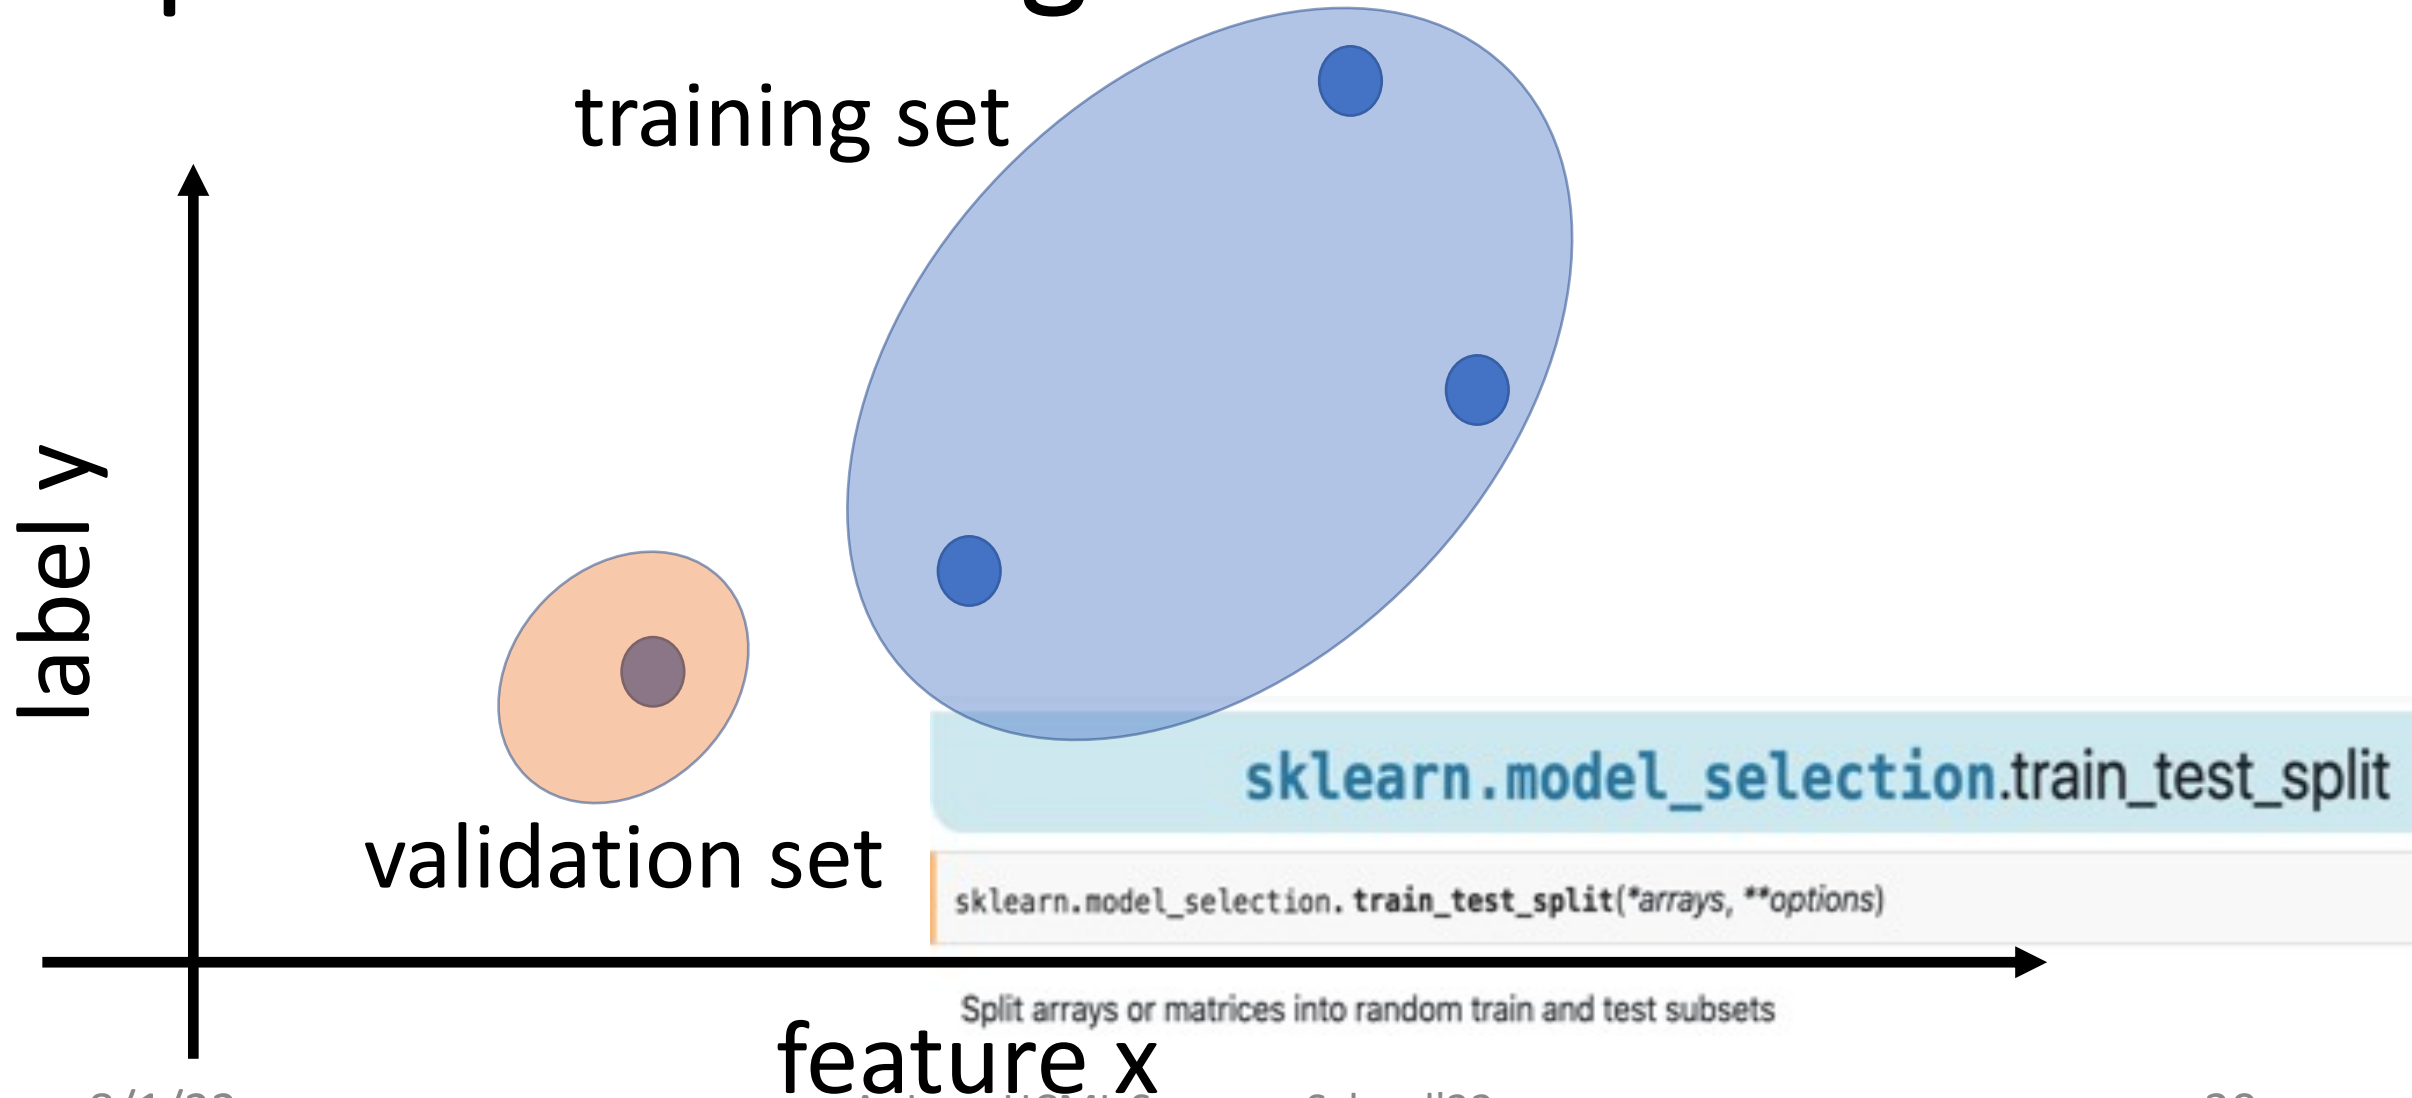 training set
label y
validation set
sklearn.model_selection.train_test_split
sklearn.model_selection. train_test_split(*arrays, **options)
Split arrays or matrices into random train and test subsets
feature x